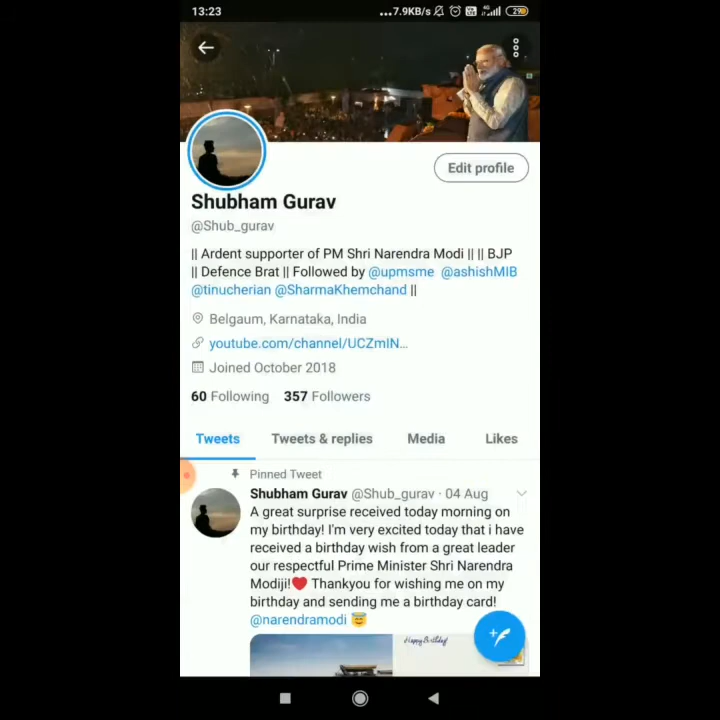 13:23
...7.9KB/s
4G
29
Edit profile
Shubham Gurav
@Shub_gurav
|| Ardent supporter of PM Shri Narendra Modi || || BJP
|| Defence Brat || Followed by @upmsme @ashishMIB
@tinucherian @SharmaKhemchand ||
Belgaum, Karnataka, India
youtube.com/channel/UCZmIN...
Joined October 2018
60 Following 357 Followers
Tweets Tweets & replies Media Likes
Pinned Tweet
Shubham Gurav @Shub_gurav · 04 Aug
A great surprise received today morning on
my birthday! I'm very excited today that i have
received a birthday wish from a great leader
our respectful Prime Minister Shri Narendra
Modiji!❤️ Thankyou for wishing me on my
birthday and sending me a birthday card!
@narendramodi 😇
Happy Birthday!